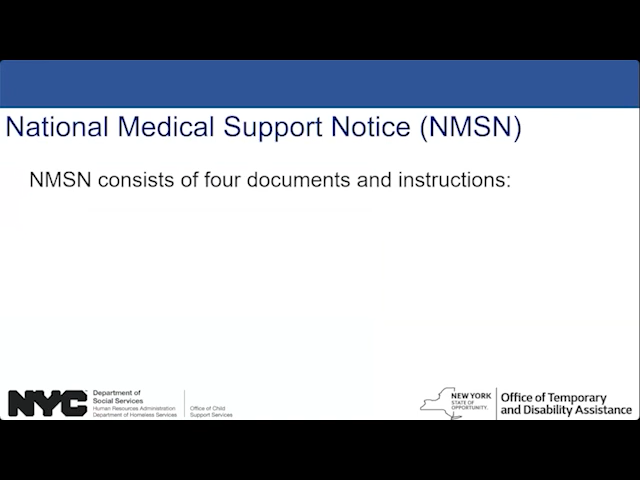 National Medical Support Notice (NMSN)
NMSN consists of four documents and instructions:
NYC
Department of
Social Services
Human Resources Administration
Department of Homeless Services
Office of Child
Support Services
NEW YORK
STATE OF
OPPORTUNITY.
Office of Temporary
and Disability Assistance